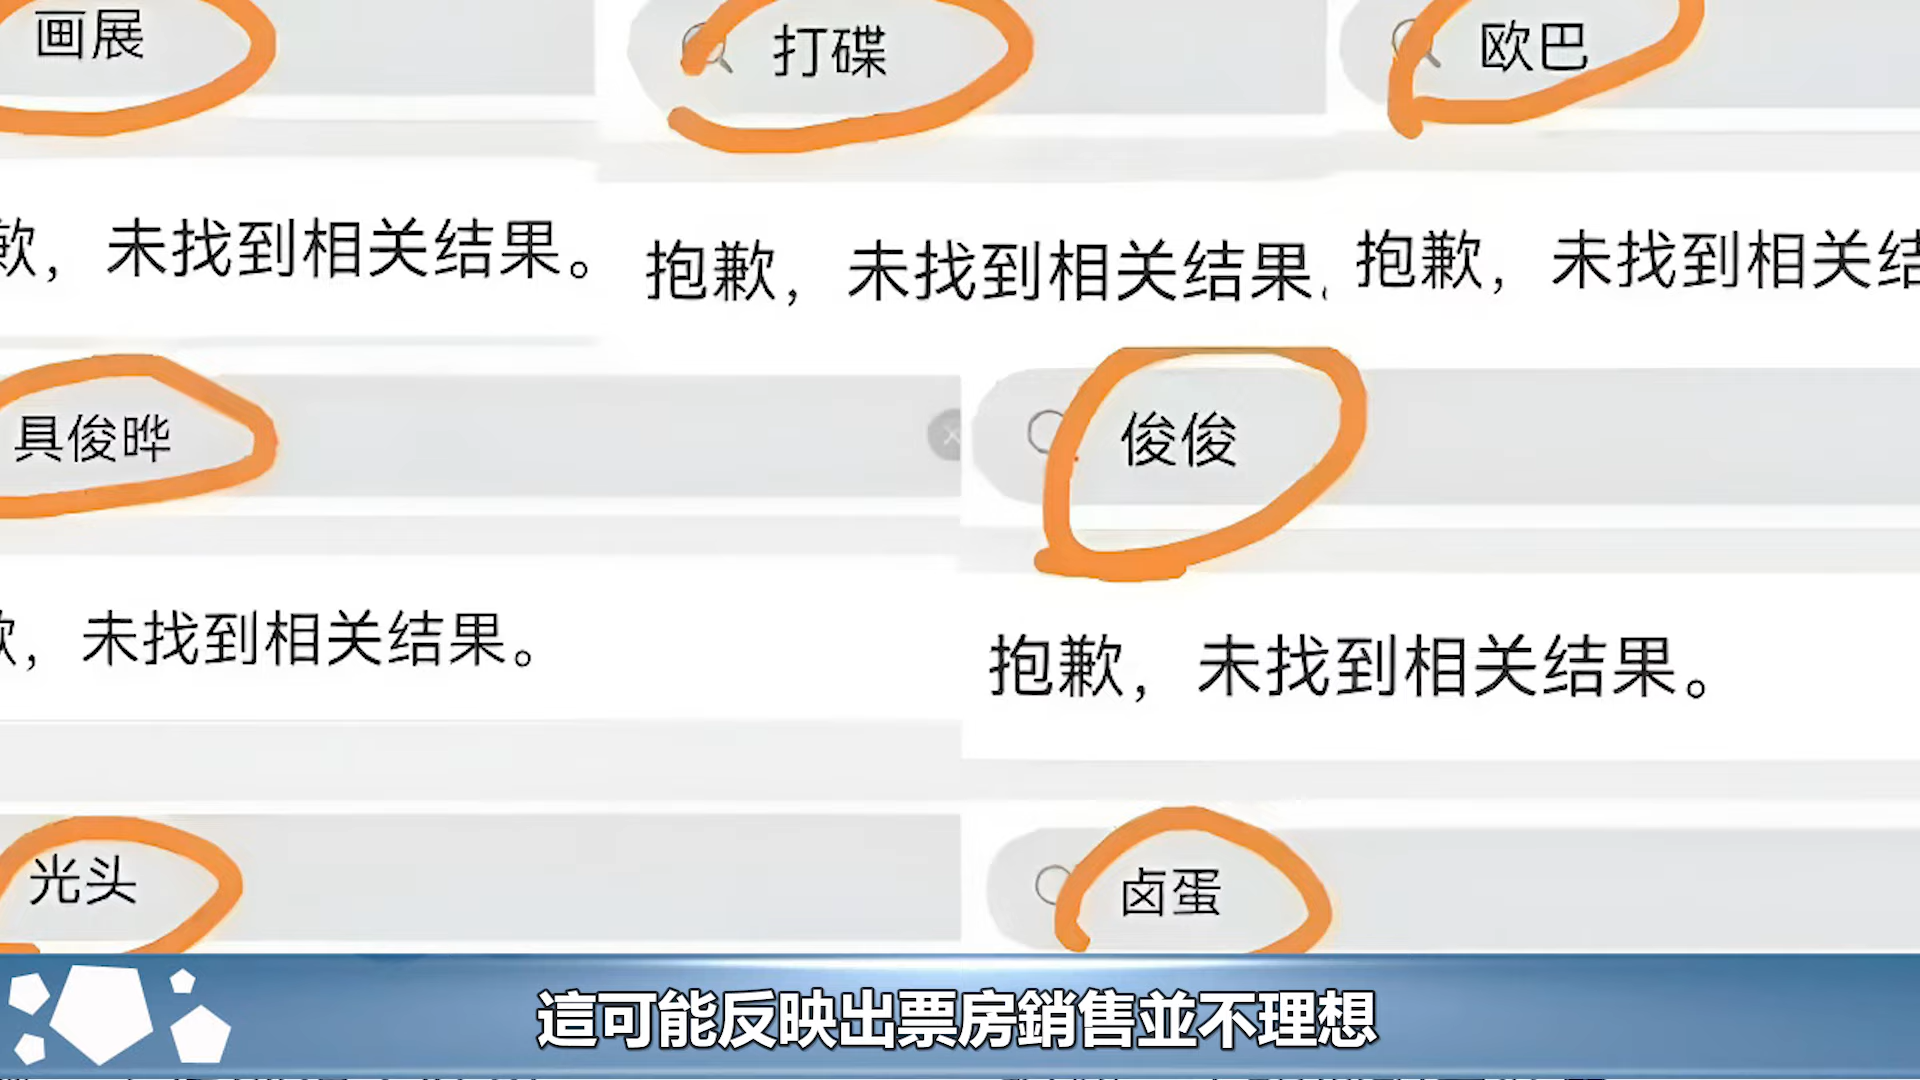 画展
打碟
欧巴
歉，未找到相关结果。
抱歉，未找到相关结果
抱歉，未找到相关结
具俊晔
俊俊
，未找到相关结果。
抱歉，未找到相关结果。
光头
卤蛋
這可能反映出票房銷售並不理想